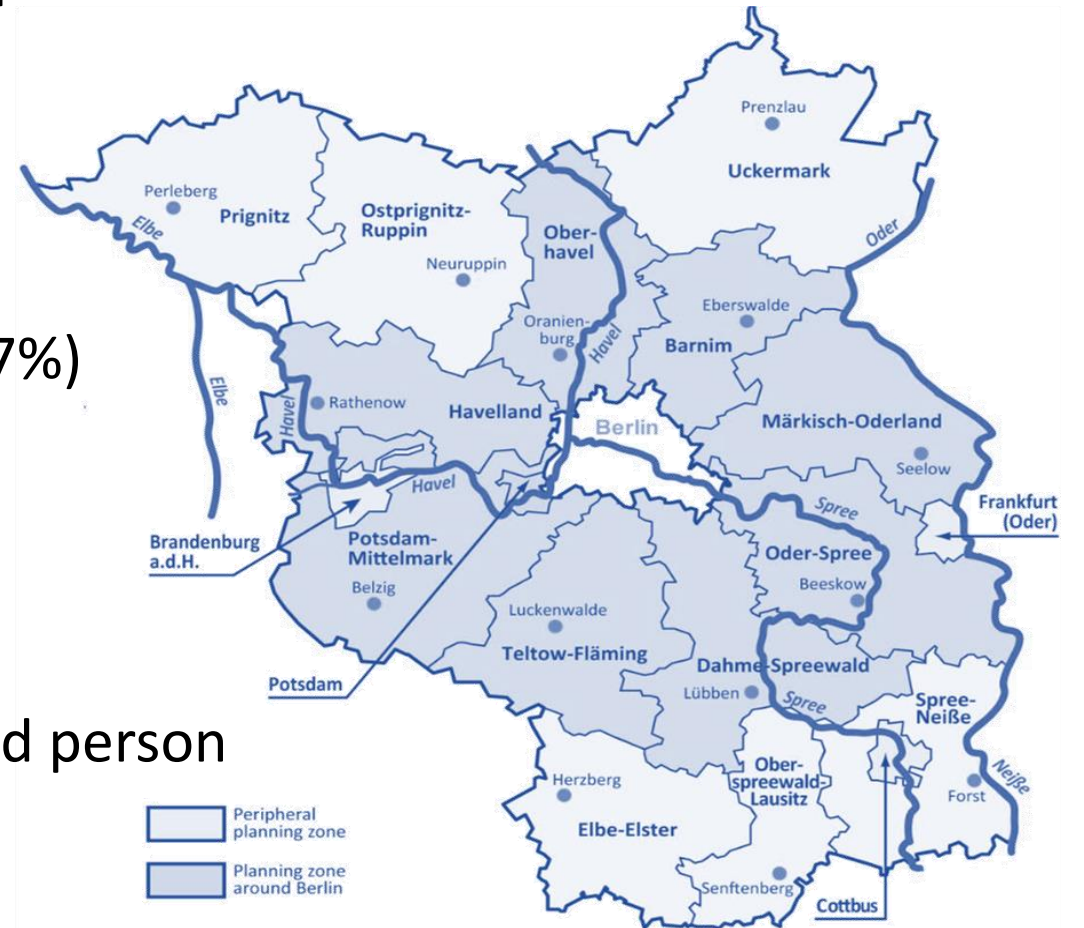 7%)
d person
Prenzlau
Uckermark
Perleberg
Prignitz
Elbe
Ostprignitz-
Ruppin
Neuruppin
Ober-
havel
Oder
Oranien-
burg
Havel
Eberswalde
Barnim
Elbe
Havel
Rathenow
Havelland
Berlin
Märkisch-Oderland
Seelow
Havel
Spree
Frankfurt
(Oder)
Brandenburg
a.d.H.
Potsdam-
Mittelmark
Belzig
Oder-Spree
Beeskow
Luckenwalde
Teltow-Fläming
Dahme-Spreewald
Lübben
Spree
Potsdam
Spree-
Neiße
Neiße
Forst
Herzberg
Elbe-Elster
Ober-
spreewald-
Lausitz
Senftenberg
Cottbus
Peripheral
planning zone
Planning zone
around Berlin